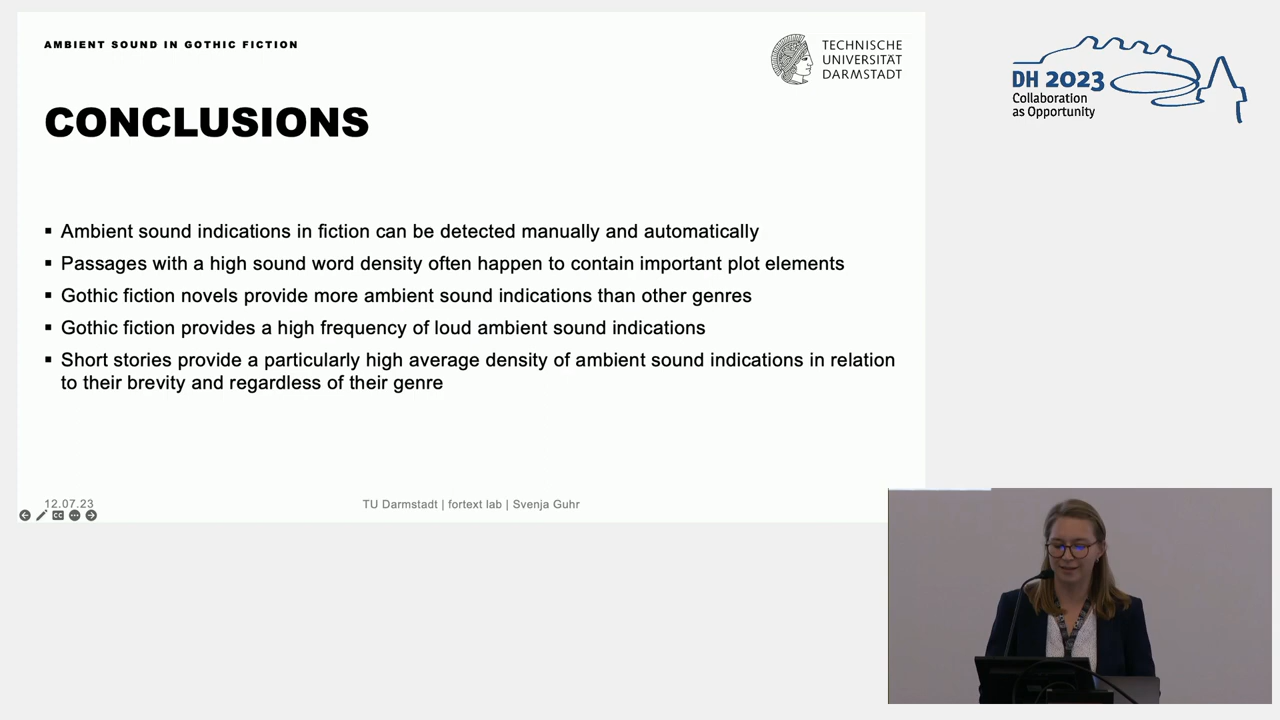 AMBIENT SOUND IN GOTHIC FICTION
TECHNISCHE
UNIVERSITÄT
DARMSTADT
DH 2023
Collaboration
as Opportunity
CONCLUSIONS
▪ Ambient sound indications in fiction can be detected manually and automatically
▪ Passages with a high sound word density often happen to contain important plot elements
▪ Gothic fiction novels provide more ambient sound indications than other genres
▪ Gothic fiction provides a high frequency of loud ambient sound indications
▪ Short stories provide a particularly high average density of ambient sound indications in relation
to their brevity and regardless of their genre
12.07.23
TU Darmstadt | fortext lab | Svenja Guhr
CC